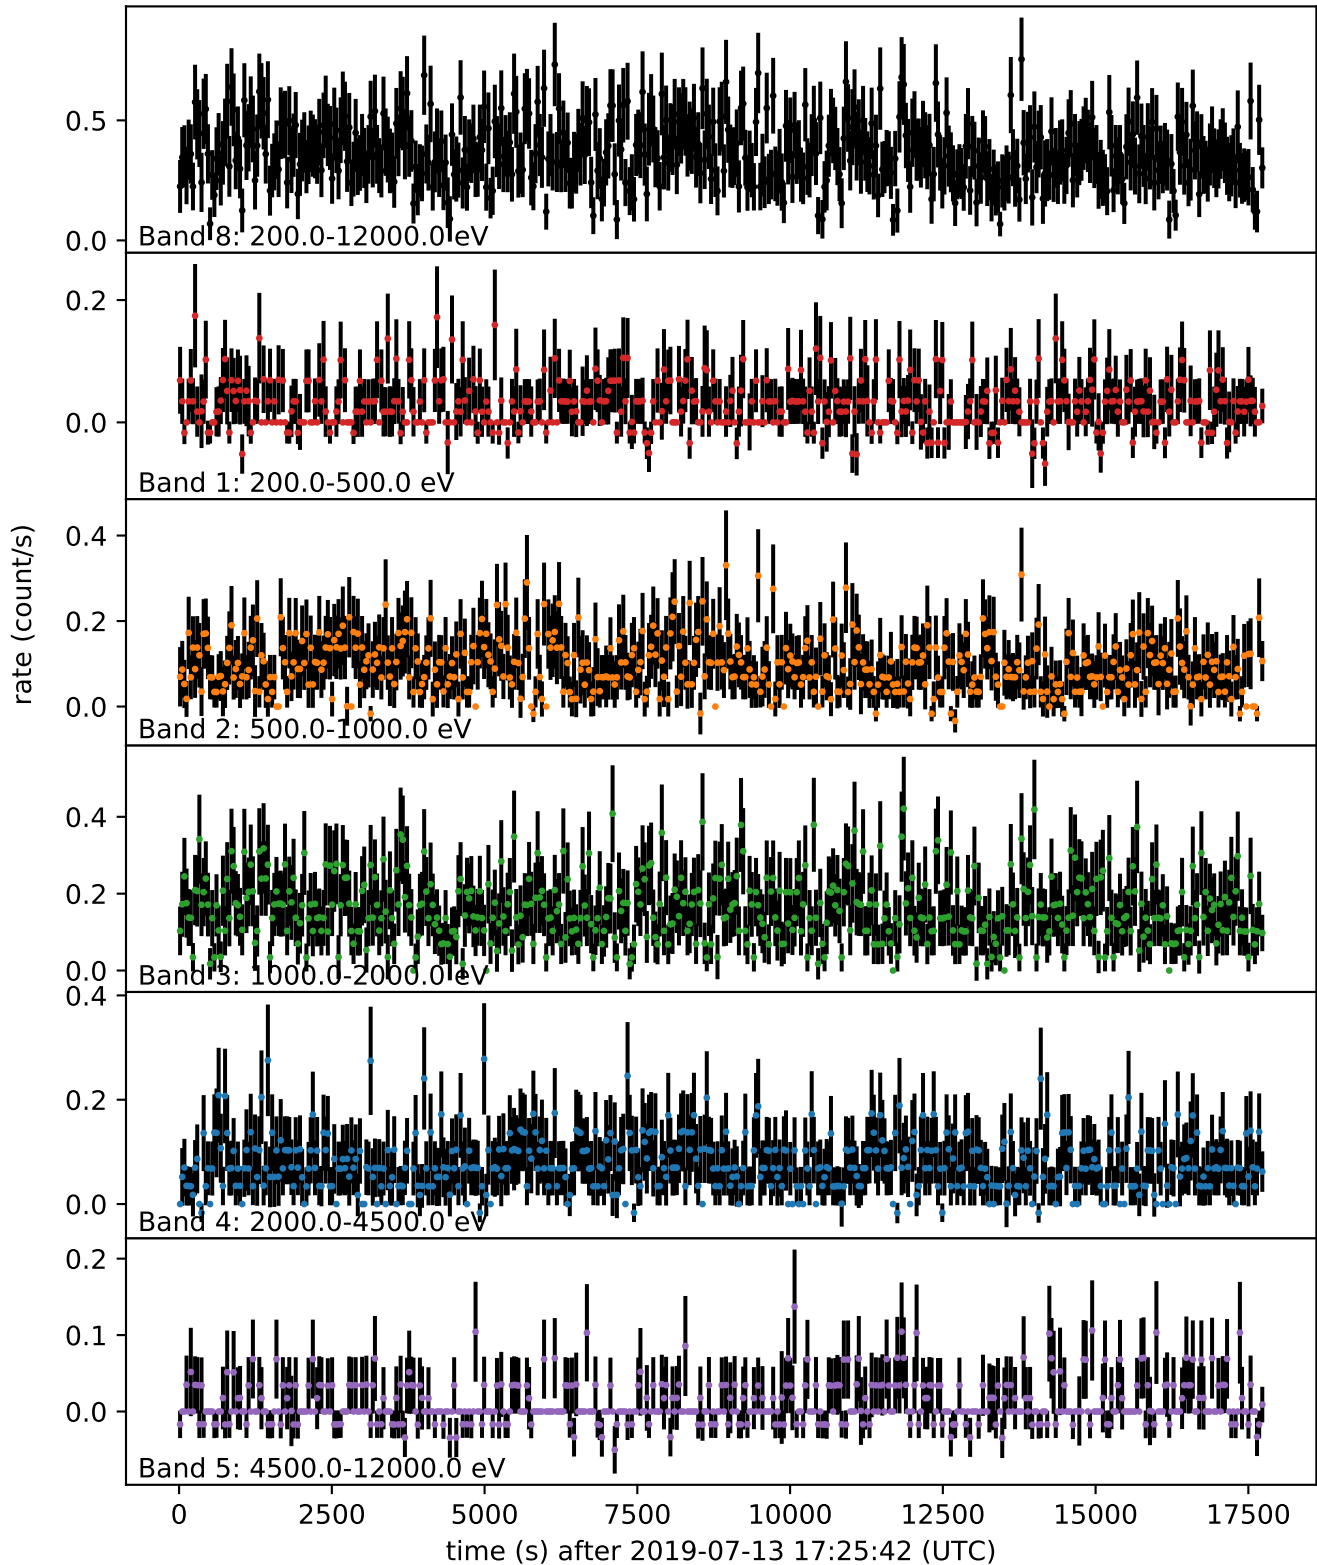 0.5
0.0
Band 8: 200.0-12000.0 eV
0.2
0.0
Band 1: 200.0-500.0 eV
0.4
0.2
0.0
Band 2: 500.0-1000.0 eV
rate (count/s)
0.4
0.2
0.0
Band 3: 1000.0-2000.0 eV
0.4
0.2
0.0
Band 4: 2000.0-4500.0 eV
0.2
0.1
0.0
Band 5: 4500.0-12000.0 eV
0 2500 5000 7500 10000 12500 15000 17500
time (s) after 2019-07-13 17:25:42 (UTC)